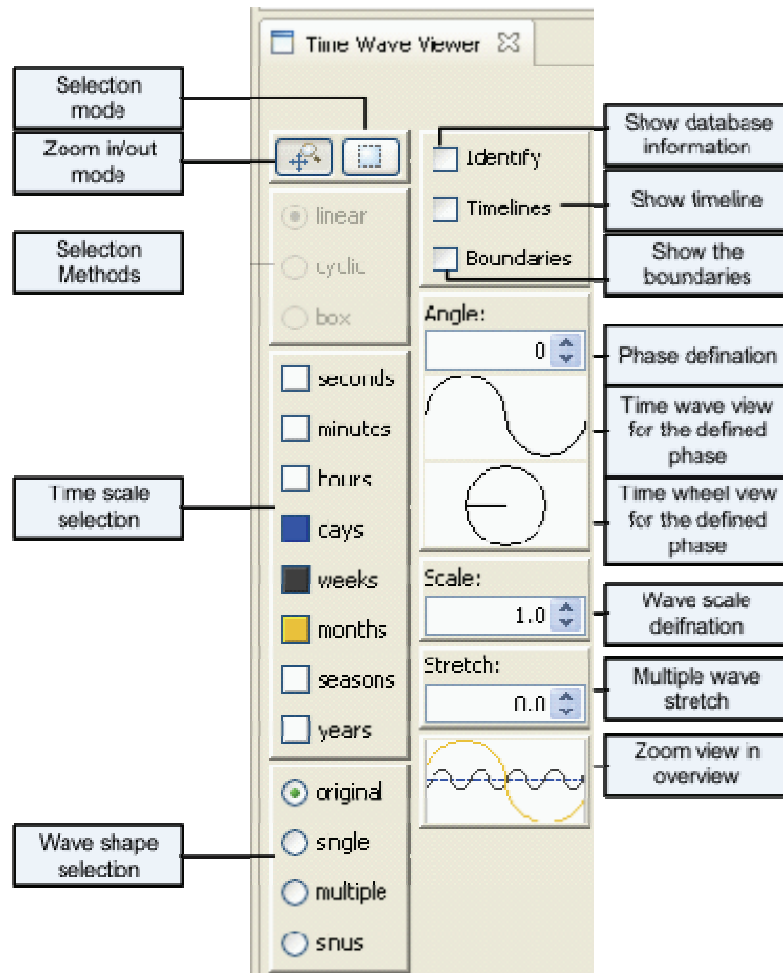 Time Wave Viewer
Selection
mode
Zoom in/out
mode
Selection
Methods
Time scale
selection
Wave shape
selection
linear
cyclic
box
seconds
minutes
hours
cays
weeks
months
seasons
years
original
sngle
multiple
snus
Identify
Timelines
Boundaries
Angle:
0
Scale:
1.0
Stretch:
0.0
Show database
information
Show timeline
Show the
boundaries
Phase defination
Time wave view
for the defined
phase
Time wheel view
for the defined
phase
Wave scale
deifnation
Multiple wave
stretch
Zoom view in
overview